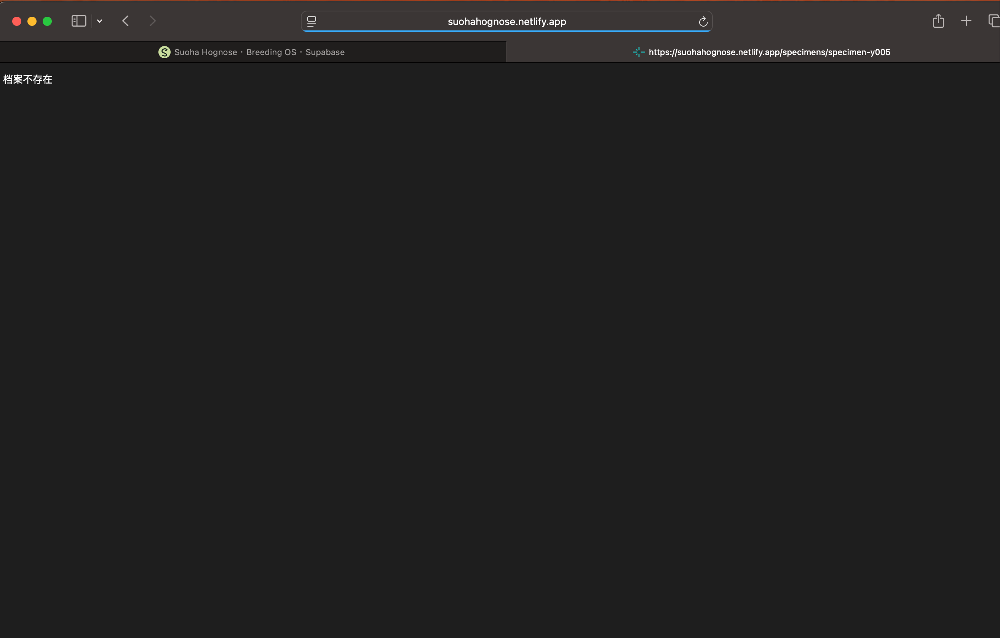 suohahognose.netlify.app
Suoha Hognose · Breeding OS · Supabase
https://suohahognose.netlify.app/specimens/specimen-y005
档案不存在